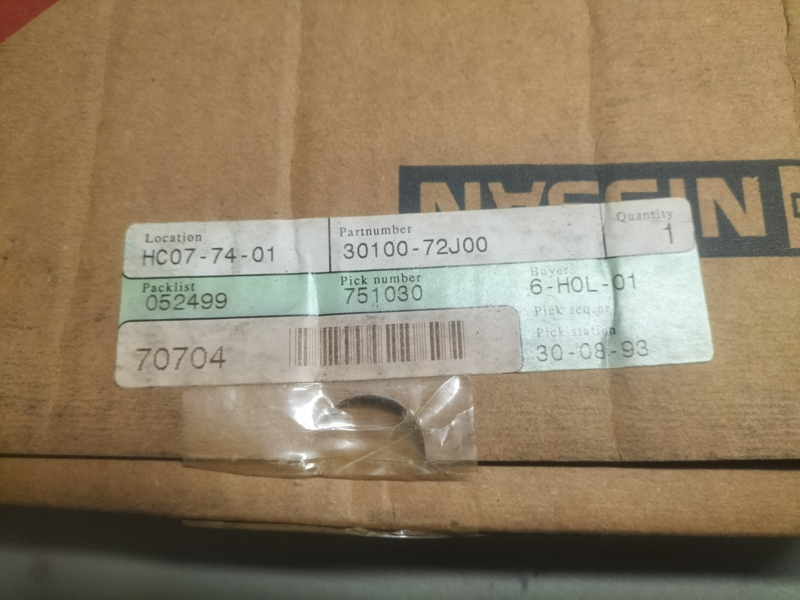 NISSAN
Location
HC07-74-01
Partnumber
30100-72J00
Quantity
1
Packlist
052499
Pick number
751030
Buyer
6-HOL-01
Pick seq.nr
Pick station
30-08-93
70704